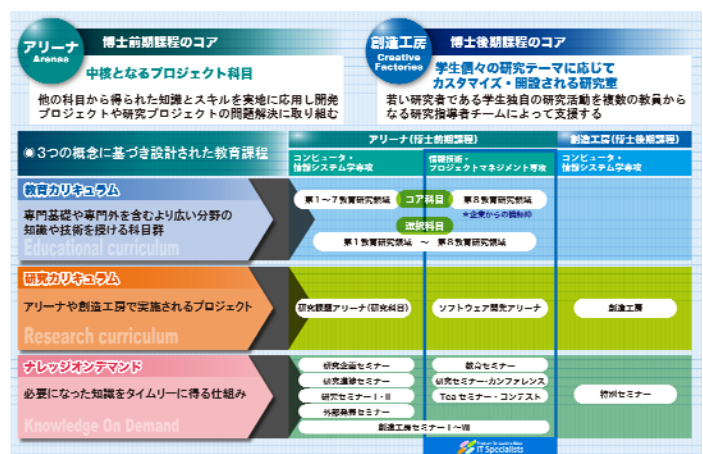 アリーナ
Arenas
博士前期課程のコア
中核となるプロジェクト科目
他の科目から得られた知識とスキルを実地に応用し開発
プロジェクトや研究プロジェクトの問題解決に取り組む
創造工房
Creative
Factories
博士後期課程のコア
学生個々の研究テーマに応じて
カスタマイズ・開設される研究室
若い研究者である学生独自の研究活動を複数の教員から
なる研究指導者チームによって支援する
◉3つの概念に基づき設計された教育課程
アリーナ(博士前期課程)
創造工房(博士後期課程)
コンピュータ・
情報システム学専攻
情報技術・
プロジェクトマネジメント専攻
コンピュータ・
情報システム学専攻
教育カリキュラム
専門基礎や専門外を含むより広い分野の
知識や技術を授ける科目群
Educational curriculum
第1～7教育研究領域
コア科目
第8教育研究領域
選択科目
第1教育研究領域 ～ 第8教育研究領域
研究カリキュラム
アリーナや創造工房で実施されるプロジェクト
Research curriculum
研究課題アリーナ(研究科目)
ソフトウェア開発アリーナ
創造工房
ナレッジオンデマンド
必要になった知識をタイムリーに得る仕組み
Knowledge On Demand
研究企画セミナー
研究進捗セミナー
研究セミナーⅠ・Ⅱ
外部発表セミナー
融合セミナー
研究セミナー・カンファレンス
Teaセミナー・コンテスト
特別セミナー
創造工房セミナーⅠ～Ⅷ
IT Specialists